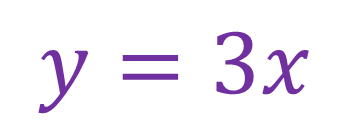 y = 3x